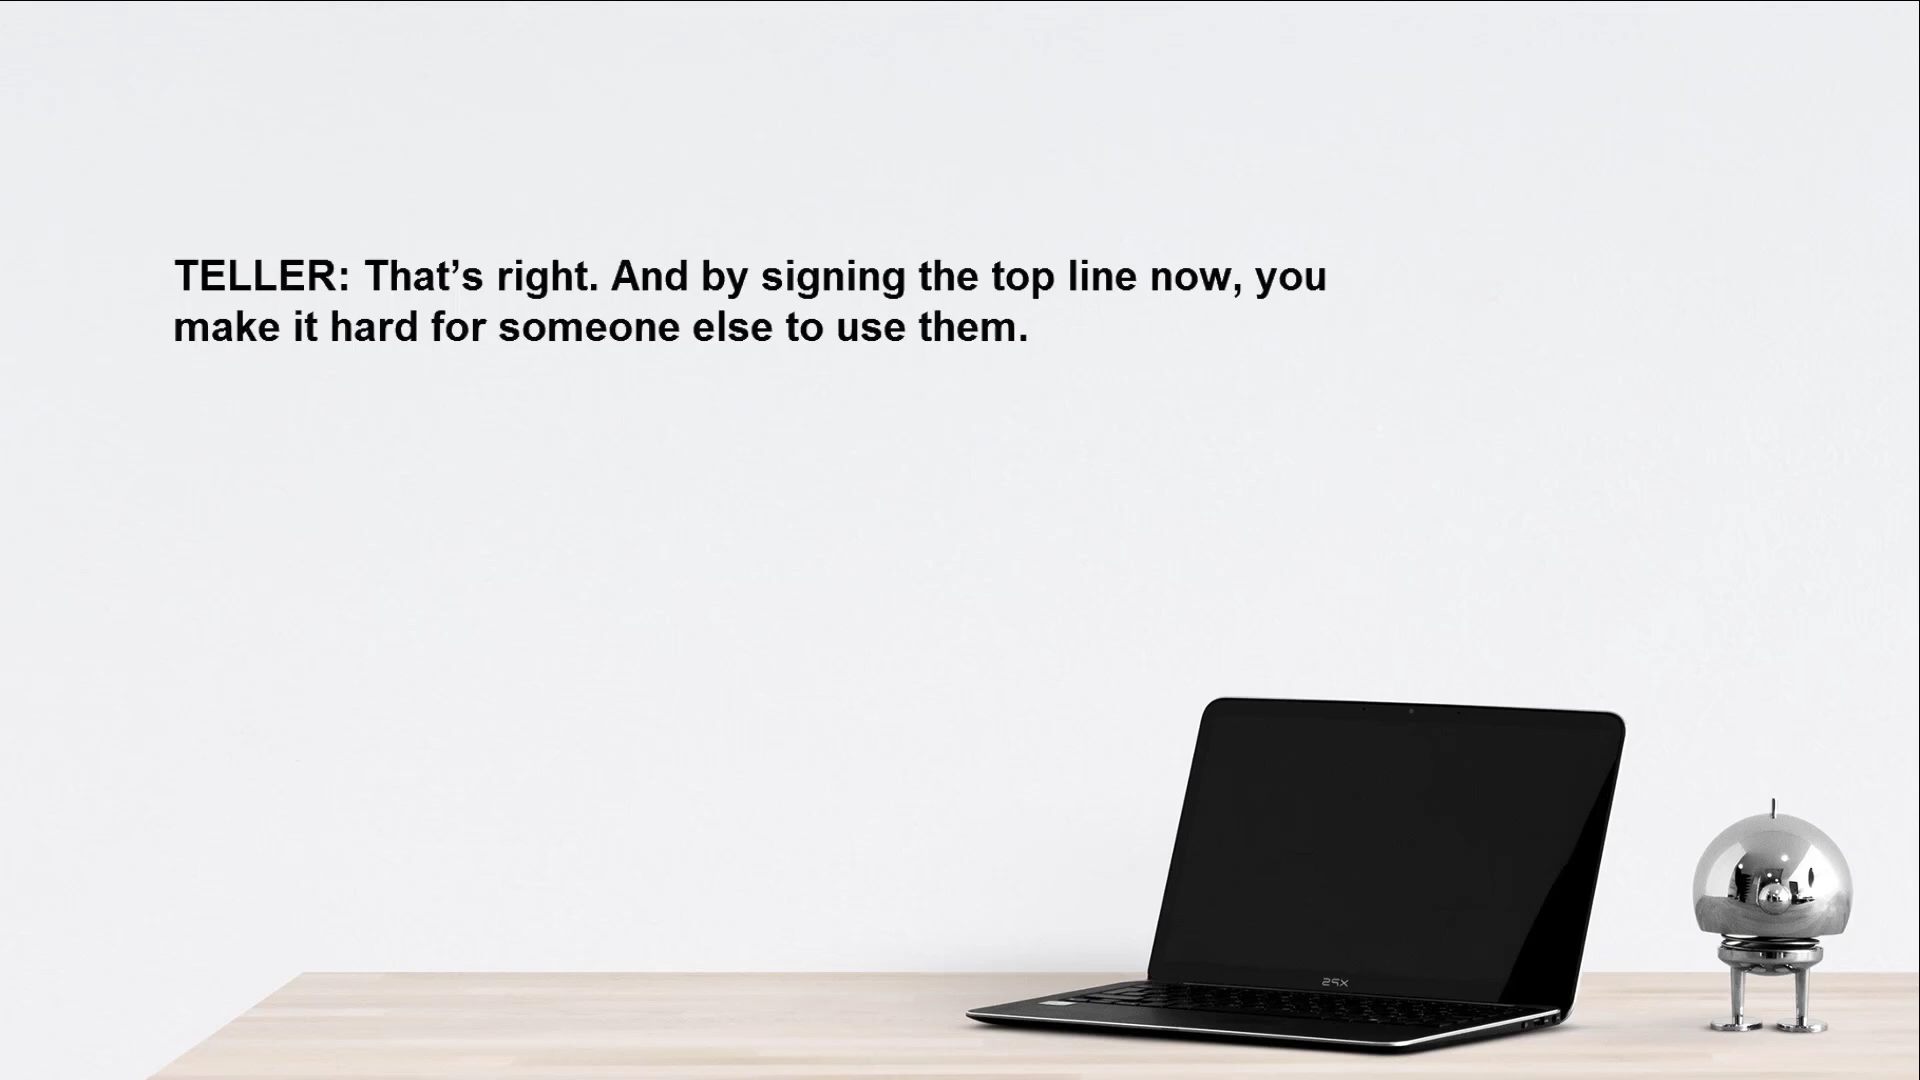 TELLER: That’s right. And by signing the top line now, you
make it hard for someone else to use them.
XPS